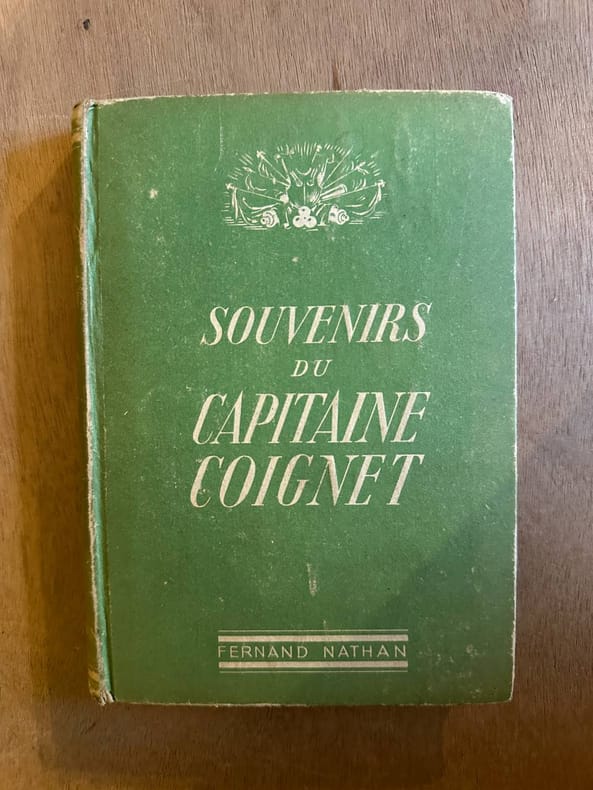 SOUVENIRS
DU
CAPITAINE
COIGNET
FERNAND NATHAN